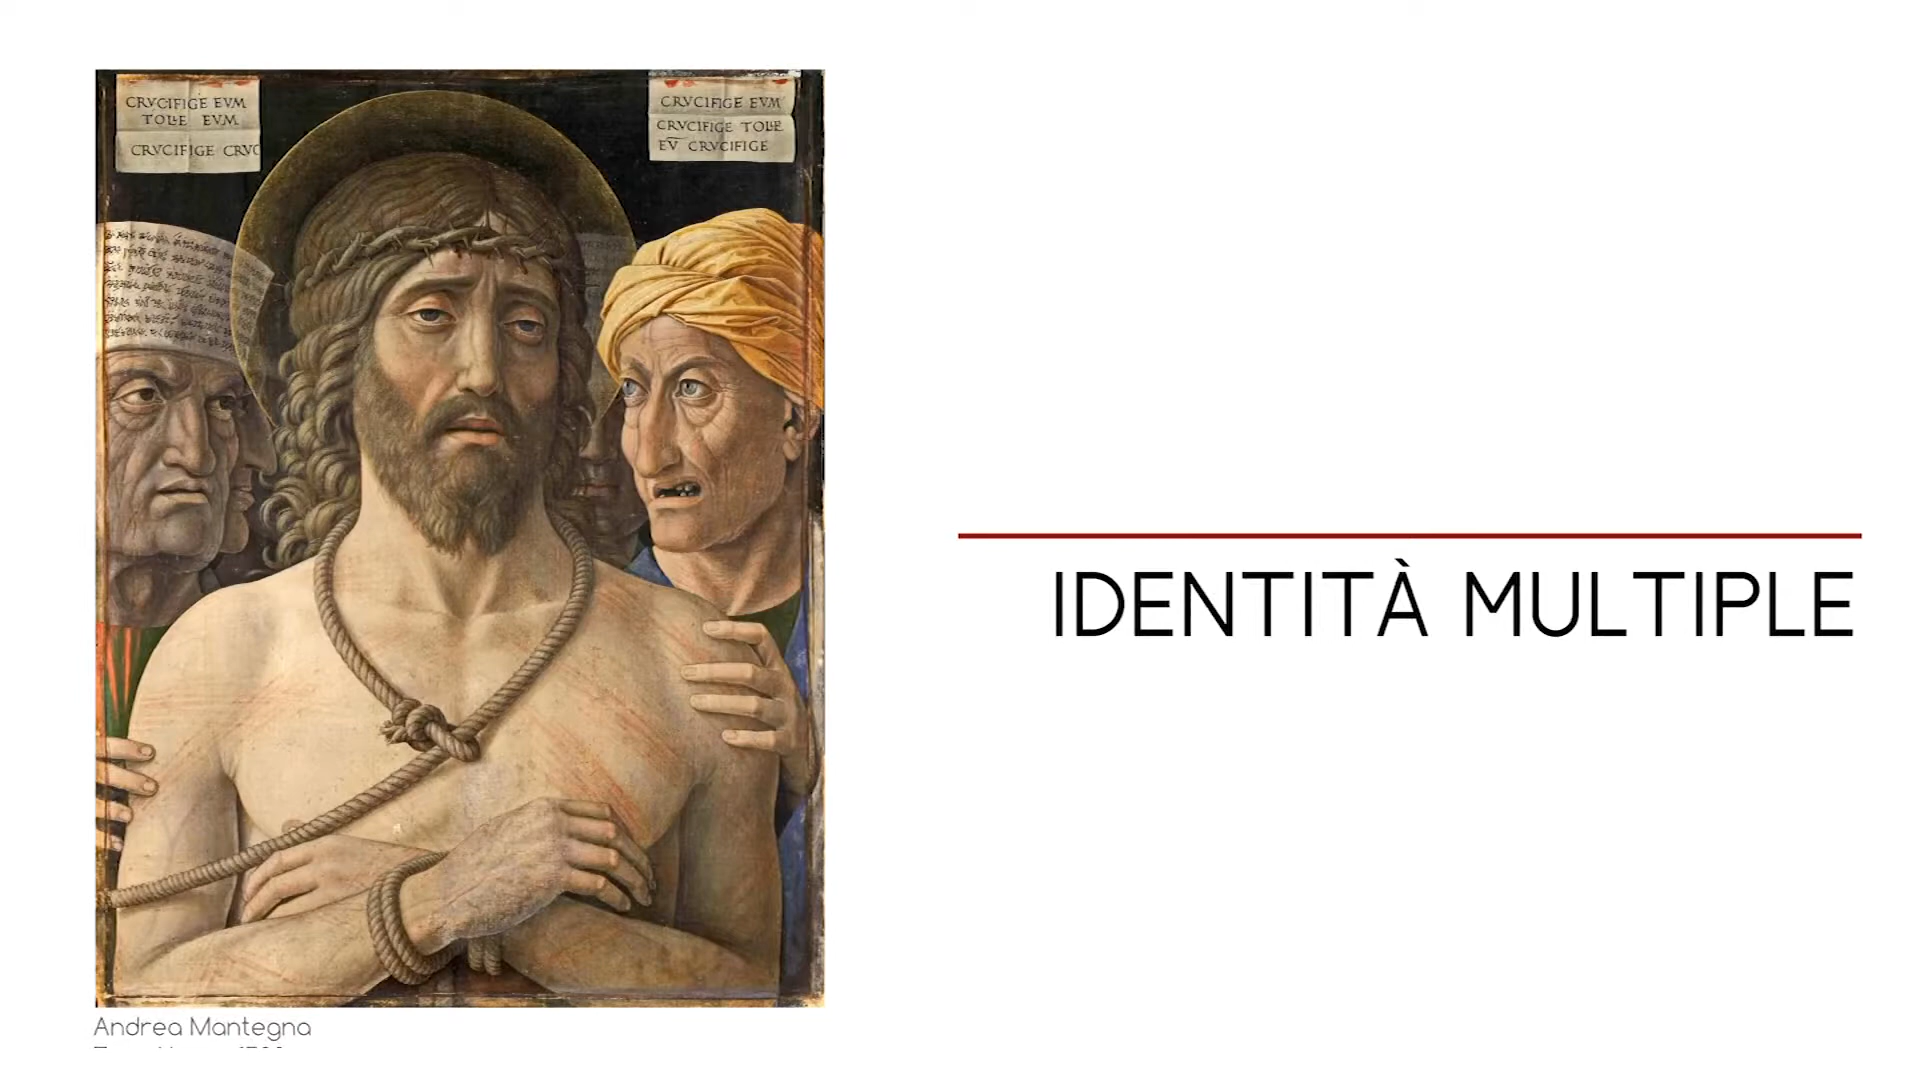 CRVCIFIGE EVM
TOLLE EVM
CRVCIFIGE CRVC
CRVCIFIGE EVM
CRVCIFIGE TOLLE
EV̅ CRVCIFIGE
IDENTITÀ MULTIPLE
Andrea Mantegna